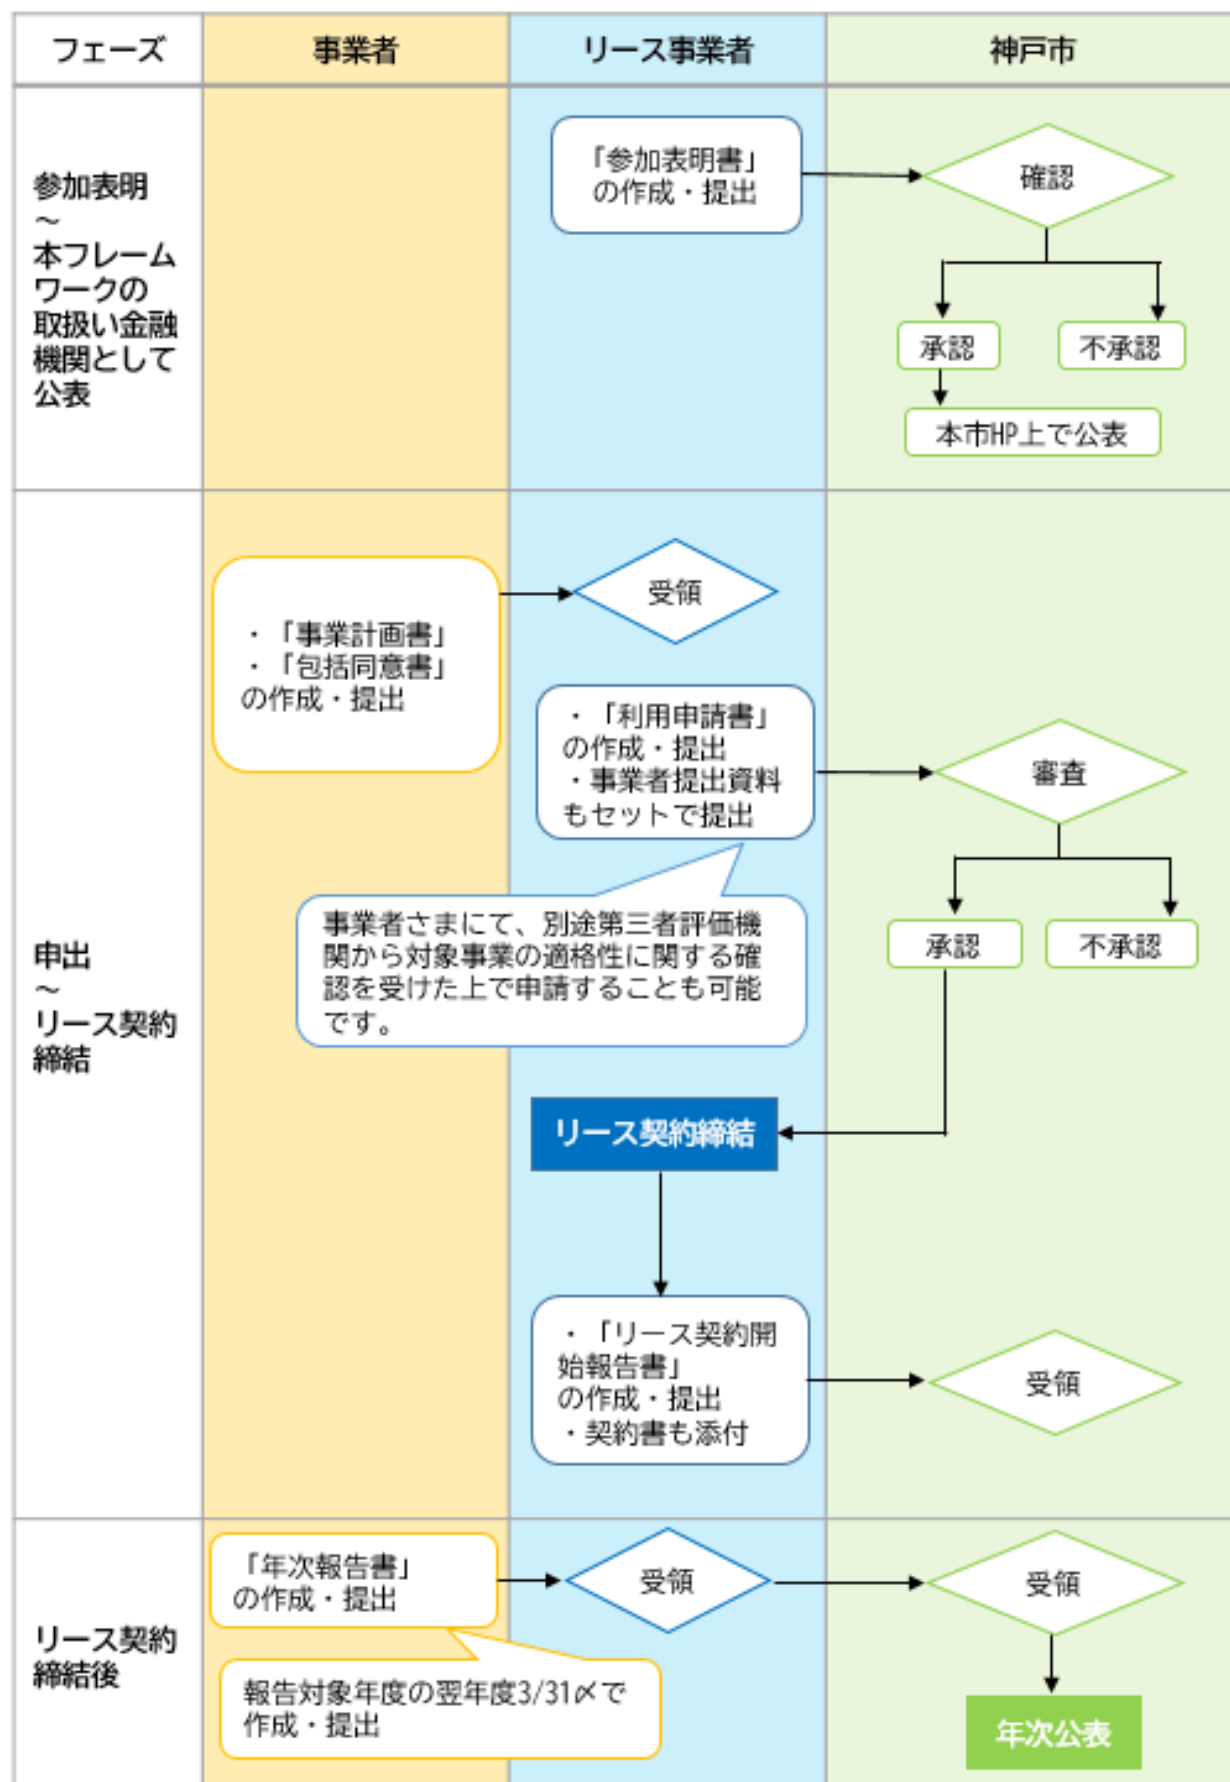 フェーズ
事業者
リース事業者
神戸市
参加表明
～
本フレーム
ワークの
取扱い金融
機関として
公表
「参加表明書」
の作成・提出
確認
承認
不承認
本市HP上で公表
申出
～
リース契約
締結
・「事業計画書」
・「包括同意書」
の作成・提出
受領
・「利用申請書」
の作成・提出
・事業者提出資料
もセットで提出
審査
承認
不承認
事業者さまにて、別途第三者評価機
関から対象事業の適格性に関する確
認を受けた上で申請することも可能
です。
リース契約締結
・「リース契約開
始報告書」
の作成・提出
・契約書も添付
受領
リース契約
締結後
「年次報告書」
の作成・提出
受領
受領
報告対象年度の翌年度3/31〆で
作成・提出
年次公表